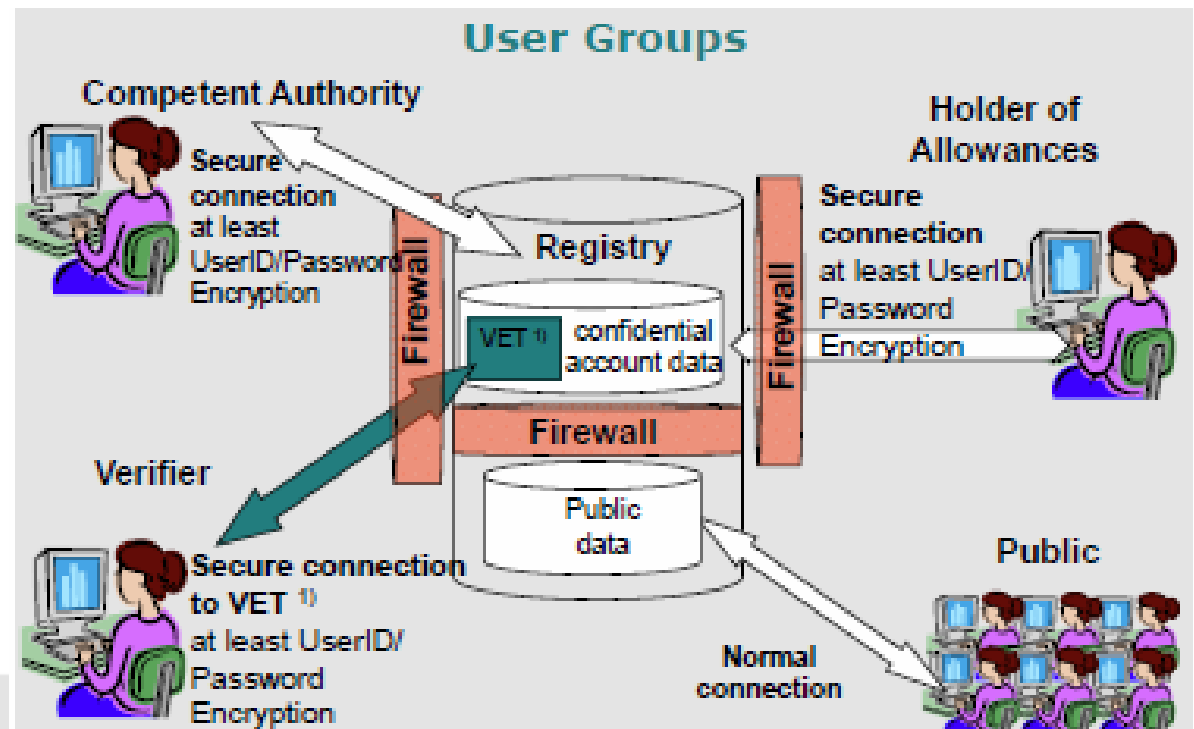 User Groups
Competent Authority
Secure
connection
at least
UserID/Password
Encryption
Holder of
Allowances
Secure
connection
at least UserID/
Password
Encryption
Firewall
Registry
VET 1)
confidential
account data
Firewall
Firewall
Public
data
Verifier
Secure connection
to VET 1)
at least UserID/
Password
Encryption
Public
Normal
connection